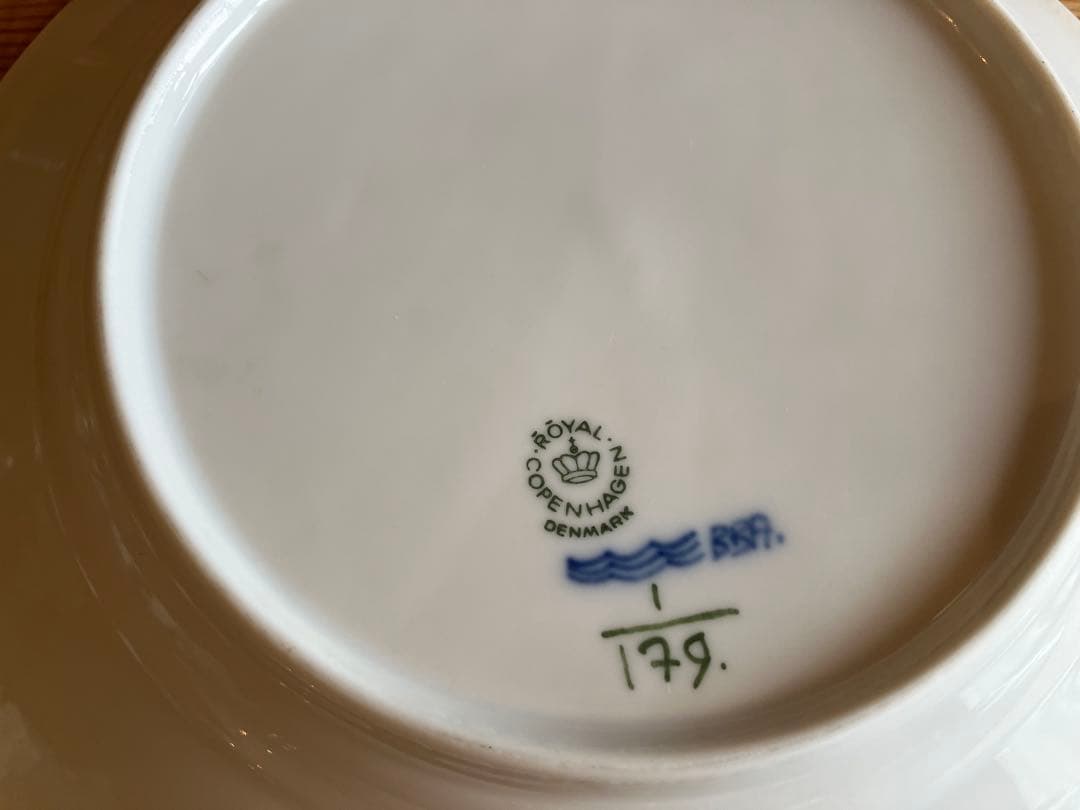 ROYAL
COPENHAGEN
DENMARK
1
179.